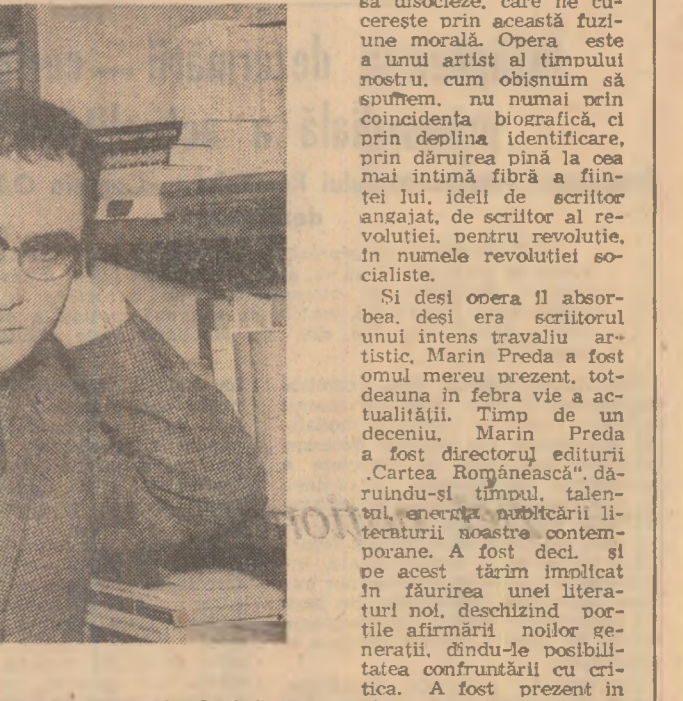 să disocieze, care ne cu-
cerește prin această fuzi-
une morală. Opera este
a unui artist al timpului
nostru, cum obișnuim să
spunem, nu numai prin
coincidența biografică, ci
prin deplina identificare,
prin dăruirea pînă la cea
mai intimă fibră a fiin-
ței lui, ideii de scriitor
angajat, de scriitor al re-
voluției, pentru revoluție,
în numele revoluției so-
cialiste.
Și deși opera îl absor-
bea, deși era scriitorul
unui intens travaliu ar-
tistic, Marin Preda a fost
omul mereu prezent, tot-
deauna în febra vie a ac-
tualității. Timp de un
deceniu, Marin Preda
a fost directorul editurii
„Cartea Românească", dă-
ruindu-și timpul, talen-
tul, energia publicării li-
teraturii noastre contem-
porane. A fost deci, și
pe acest tărîm implicat
în făurirea unei litera-
turi noi, deschizînd por-
țile afirmării noilor ge-
nerații, dîndu-le posibili-
tatea confruntării cu cri-
tica. A fost prezent în